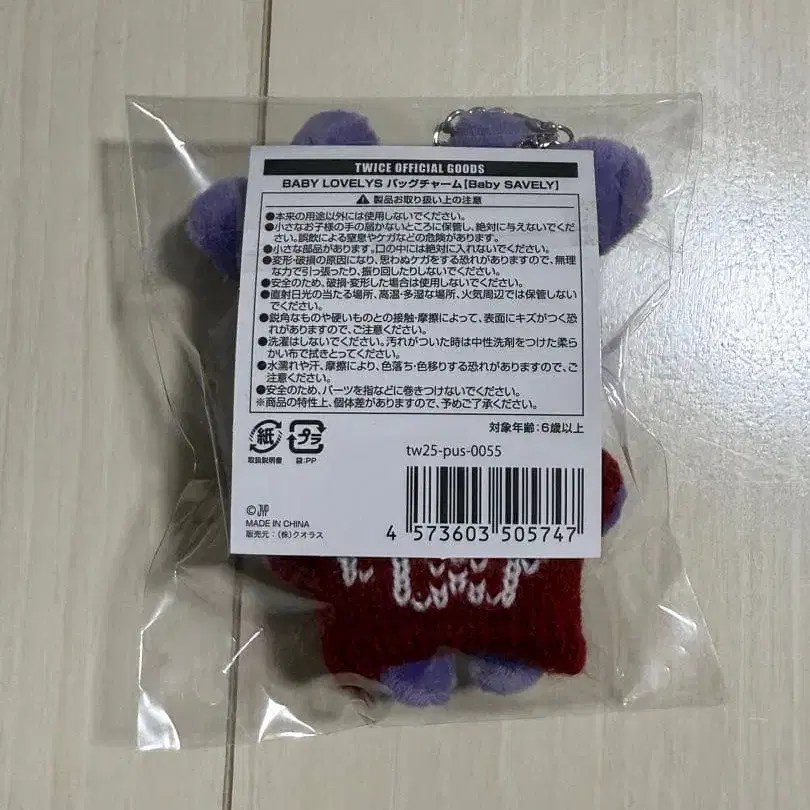 TWICE OFFICIAL GOODS
BABY LOVELYS バッグチャーム【Baby SAVELY】
⚠ 製品お取り扱い上の注意
●本来の用途以外には使用しないでください。
●小さなお子様の手の届かないところに保管し、絶対に与えないでくだ
さい。誤飲による窒息やケガなどの危険があります。
●小さな部品があります。口の中には絶対に入れないでください。
●変形・破損の原因になり、思わぬケガをする恐れがありますので、無理
な力で引っ張ったり、振り回したりしないでください。
●安全のため、破損・変形した場合は使用しないでください。
●直射日光の当たる場所、高温・多湿な場所、火気周辺では保管しない
でください。
●鋭角なものや硬いものとの接触・摩擦によって、表面にキズがつく恐
れがありますので、ご注意ください。
●洗濯はしないでください。汚れがついた時は中性洗剤をつけた柔ら
かい布で拭きとってください。
●水濡れや汗、摩擦により、色落ち・色移りする恐れがありますので、ご
注意ください。
●安全のため、パーツを指などに巻きつけないでください。
※商品の特性上、個体差がありますので、予めご了承ください。
対象年齢:6歳以上
紙 プラ
取扱説明書 袋:PP
tw25-pus-0055
© JYP
MADE IN CHINA
販売元:(株)クオラス
4 573603 505747